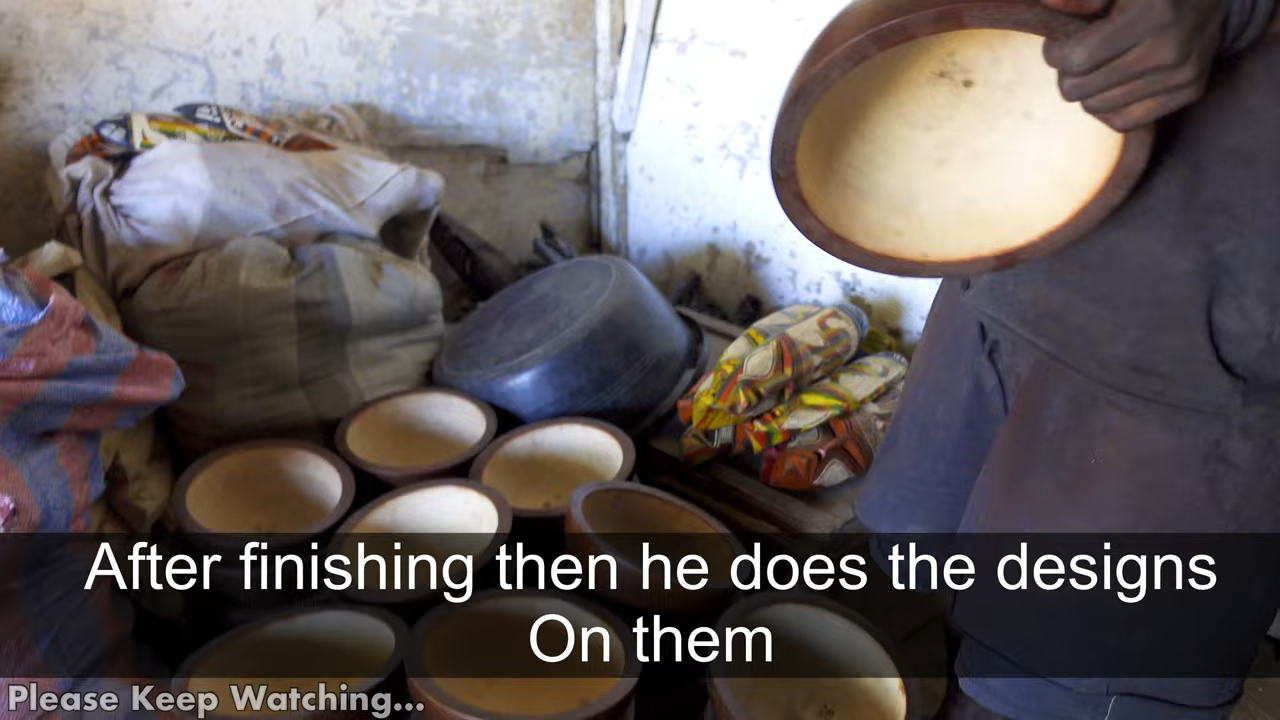 After finishing then he does the designs
On them
Please Keep Watching...